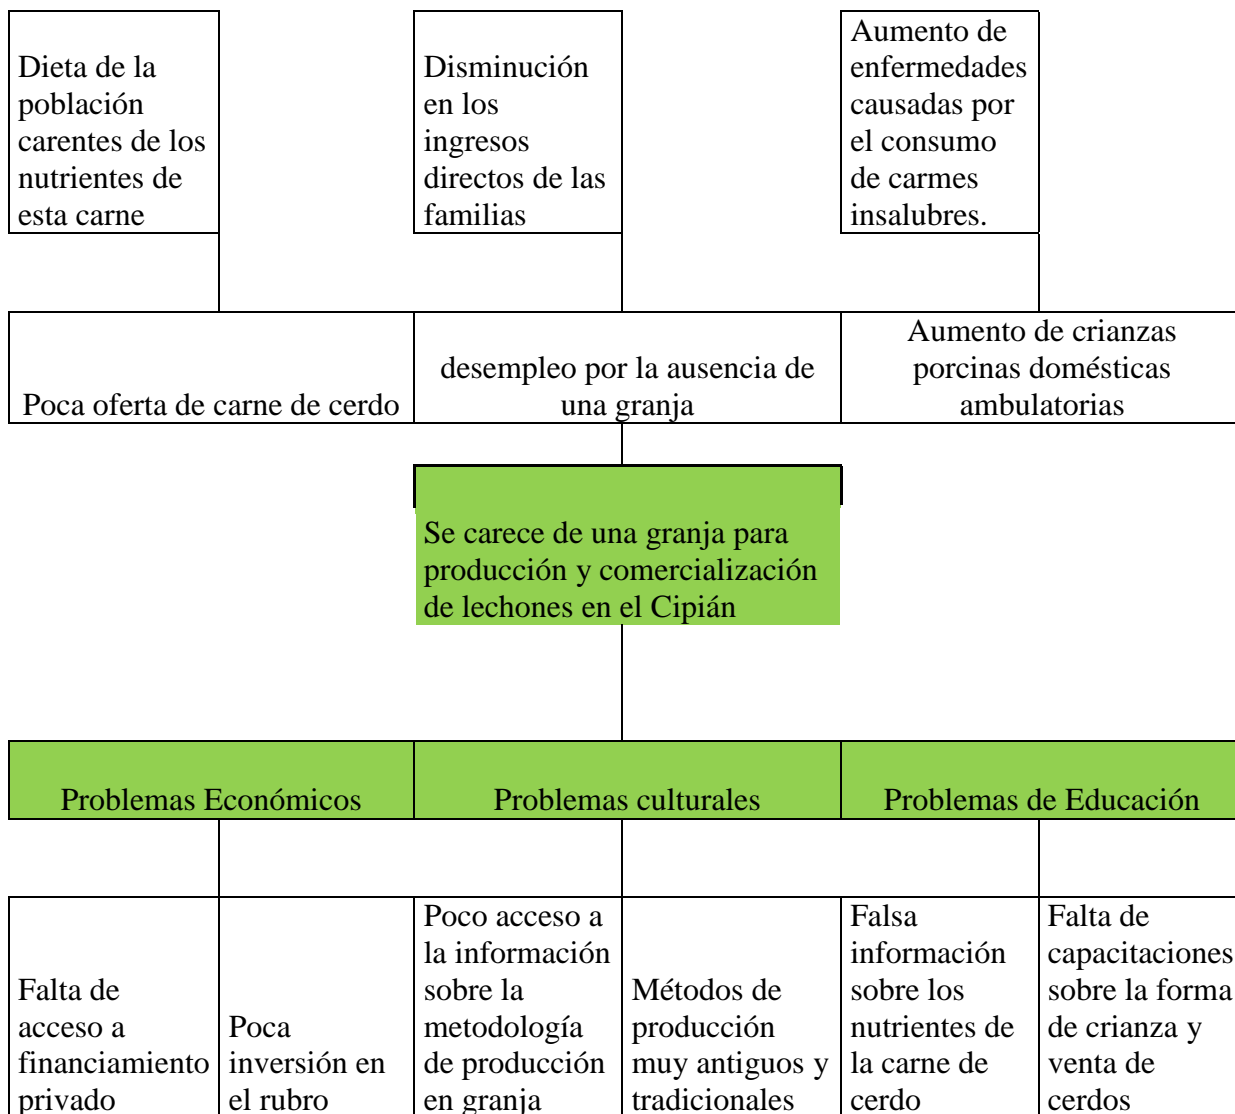 Dieta de la
población
carentes de los
nutrientes de
esta carne
Disminución
en los
ingresos
directos de las
familias
Aumento de
enfermedades
causadas por
el consumo
de carmes
insalubres.
Poca oferta de carne de cerdo
desempleo por la ausencia de
una granja
Aumento de crianzas
porcinas domésticas
ambulatorias
Se carece de una granja para
producción y comercialización
de lechones en el Cipián
Problemas Económicos
Problemas culturales
Problemas de Educación
Falta de
acceso a
financiamiento
privado
Poca
inversión en
el rubro
Poco acceso a
la información
sobre la
metodología
de producción
en granja
Métodos de
producción
muy antiguos y
tradicionales
Falsa
información
sobre los
nutrientes de
la carne de
cerdo
Falta de
capacitaciones
sobre la forma
de crianza y
venta de
cerdos